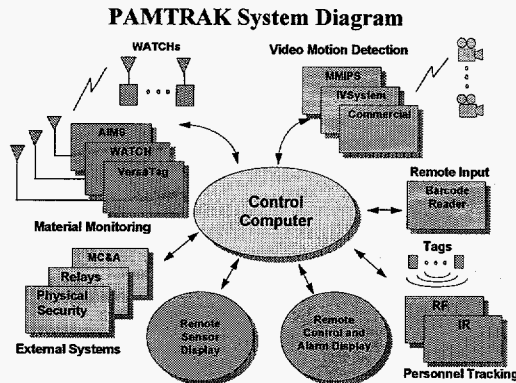 PAMTRAK System Diagram
WATCHs
Video Motion Detection
MMIPS
IVSystem
Commercial
AIMS
WATCH
VersaTag
Material Monitoring
Control
Computer
Remote Input
Barcode
Reader
Tags
MC&A
Relays
Physical
Security
External Systems
Remote
Sensor
Display
Remote
Control and
Alarm Display
RF
IR
Personnel Tracking